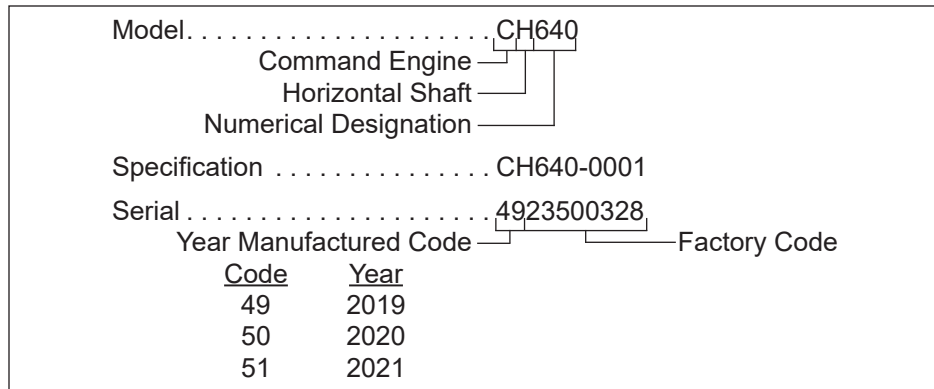 Model. . . . . . . . . . . . . . . . . . . . . CH640
Command Engine
Horizontal Shaft
Numerical Designation
Specification . . . . . . . . . . . . . . . CH640-0001
Serial . . . . . . . . . . . . . . . . . . . . . 4923500328
Year Manufactured Code Factory Code
Code Year
49 2019
50 2020
51 2021